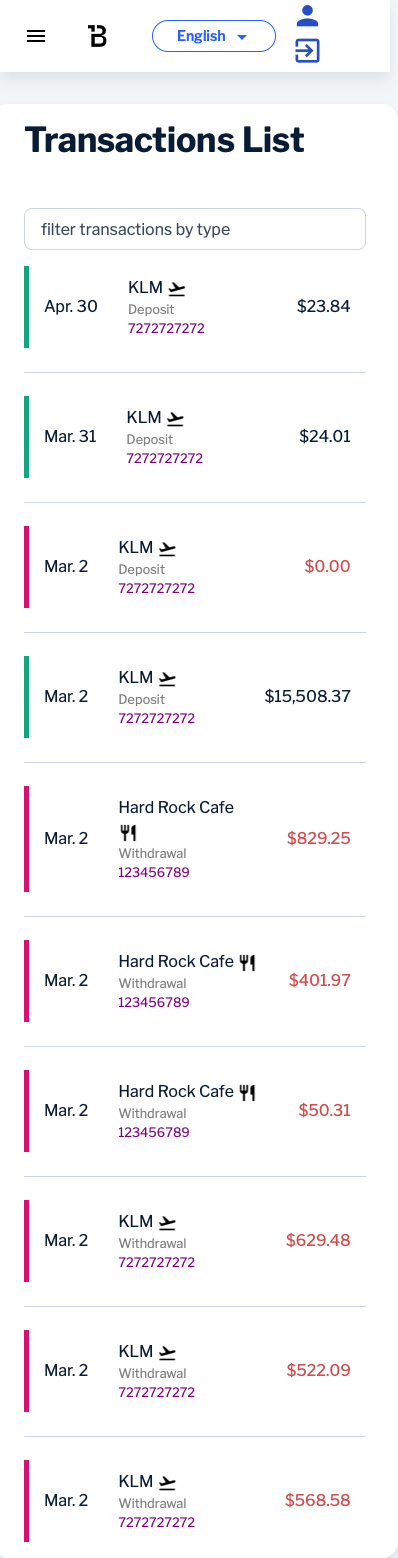 English
Transactions List
filter transactions by type
Apr. 30
KLM
Deposit
7272727272
$23.84
Mar. 31
KLM
Deposit
7272727272
$24.01
Mar. 2
KLM
Deposit
7272727272
$0.00
Mar. 2
KLM
Deposit
7272727272
$15,508.37
Mar. 2
Hard Rock Cafe
Withdrawal
123456789
$829.25
Mar. 2
Hard Rock Cafe
Withdrawal
123456789
$401.97
Mar. 2
Hard Rock Cafe
Withdrawal
123456789
$50.31
Mar. 2
KLM
Withdrawal
7272727272
$629.48
Mar. 2
KLM
Withdrawal
7272727272
$522.09
Mar. 2
KLM
Withdrawal
7272727272
$568.58